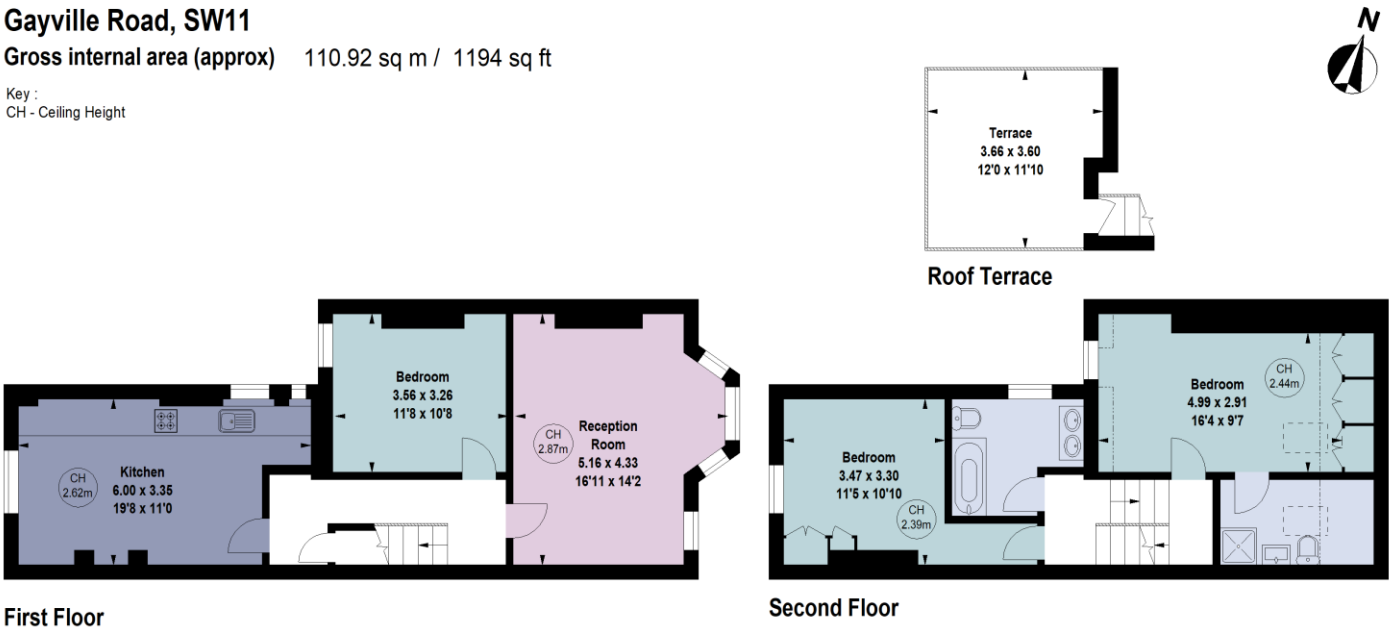 Gayville Road, SW11
Gross internal area (approx) 110.92 sq m / 1194 sq ft
Key :
CH - Ceiling Height
N
Terrace
3.66 x 3.60
12'0 x 11'10
Roof Terrace
CH
2.62m
Kitchen
6.00 x 3.35
19'8 x 11'0
Bedroom
3.56 x 3.26
11'8 x 10'8
CH
2.87m
Reception
Room
5.16 x 4.33
16'11 x 14'2
First Floor
Bedroom
3.47 x 3.30
11'5 x 10'10
CH
2.39m
Bedroom
4.99 x 2.91
16'4 x 9'7
CH
2.44m
Second Floor